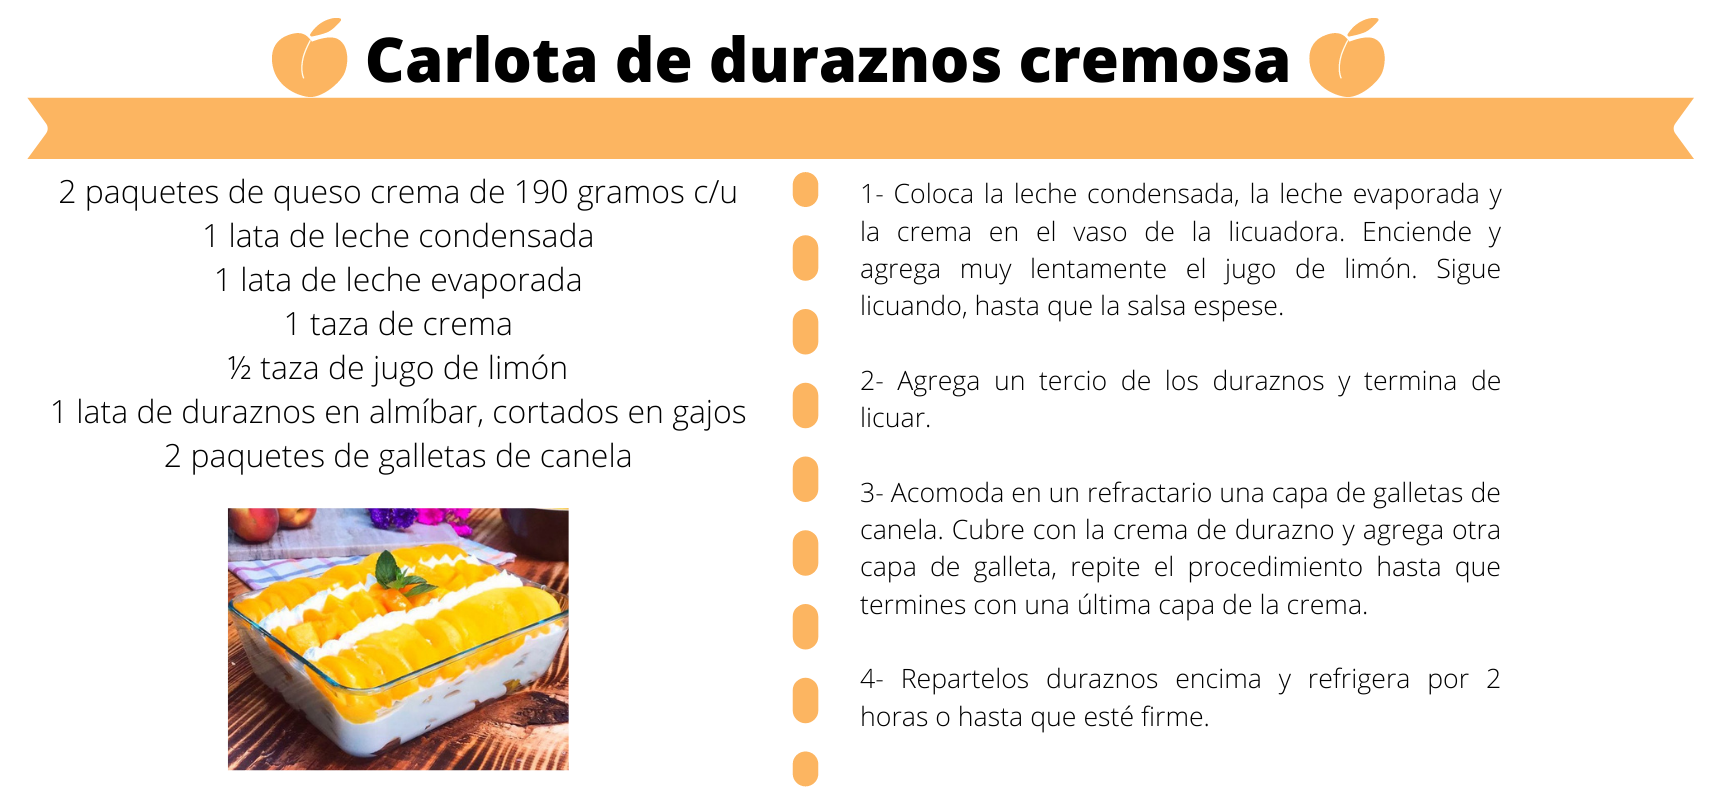 Carlota de duraznos cremosa
2 paquetes de queso crema de 190 gramos c/u
1 lata de leche condensada
1 lata de leche evaporada
1 taza de crema
½ taza de jugo de limón
1 lata de duraznos en almíbar, cortados en gajos
2 paquetes de galletas de canela
1- Coloca la leche condensada, la leche evaporada y
la crema en el vaso de la licuadora. Enciende y
agrega muy lentamente el jugo de limón. Sigue
licuando, hasta que la salsa espese.
2- Agrega un tercio de los duraznos y termina de
licuar.
3- Acomoda en un refractario una capa de galletas de
canela. Cubre con la crema de durazno y agrega otra
capa de galleta, repite el procedimiento hasta que
termines con una última capa de la crema.
4- Repartelos duraznos encima y refrigera por 2
horas o hasta que esté firme.